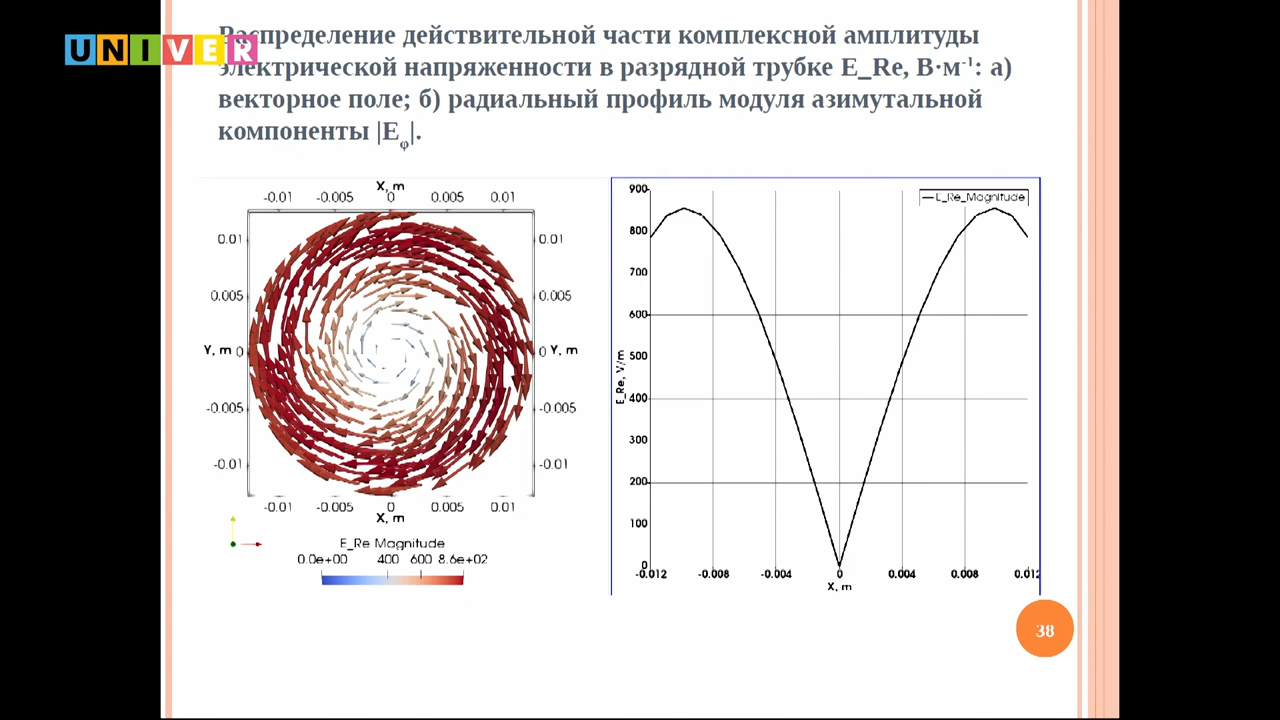 UNIVER
Распределение действительной части комплексной амплитуды
электрической напряженности в разрядной трубке E_Re, В·м⁻¹: а)
векторное поле; б) радиальный профиль модуля азимутальной
компоненты |Eφ|.
X, m
-0.01 -0.005 0 0.005 0.01
0.01 0.01
0.005 0.005
Y, m 0 0 Y, m
-0.005 -0.005
-0.01 -0.01
-0.01 -0.005 0 0.005 0.01
X, m
E_Re Magnitude
0.0e+00 400 600 8.6e+02
E_Re_Magnitude
900
800
700
600
500
400
300
200
100
0
E_Re, V/m
-0.012 -0.008 -0.004 0 0.004 0.008 0.012
X, m
38